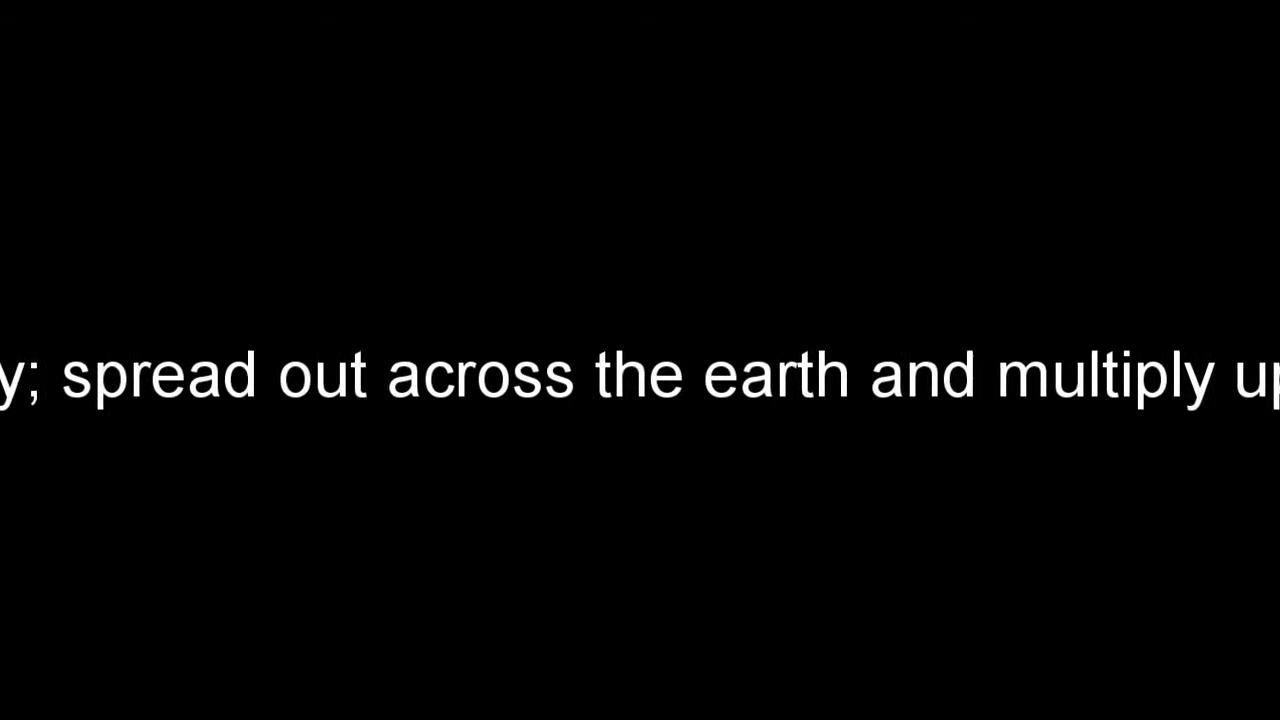 y; spread out across the earth and multiply up